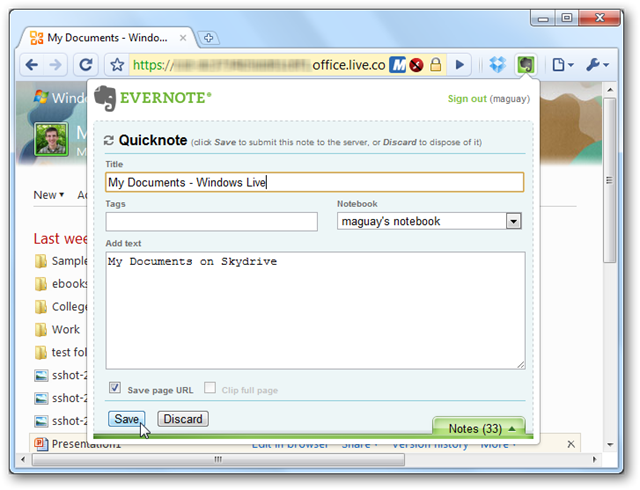 My Documents - Window...
https:// office.live.co
Windo
EVERNOTE
Sign out (maguay)
M
M
Quicknote (click Save to submit this note to the server, or Discard to dispose of it)
Title
My Documents - Windows Live
Tags
Notebook
maguay's notebook
New
Ad
Add text
My Documents on Skydrive
Last wee
Sample
ebooks
College
Work
test fol
sshot-2
sshot-2
sshot-2
Save page URL
Clip full page
Save
Discard
Notes (33)
Presentation1
Edit in browser
Share
Version history
More